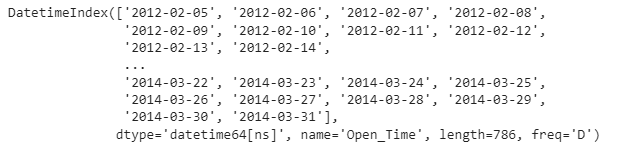 DatetimeIndex(['2012-02-05', '2012-02-06', '2012-02-07', '2012-02-08',
'2012-02-09', '2012-02-10', '2012-02-11', '2012-02-12',
'2012-02-13', '2012-02-14',
...
'2014-03-22', '2014-03-23', '2014-03-24', '2014-03-25',
'2014-03-26', '2014-03-27', '2014-03-28', '2014-03-29',
'2014-03-30', '2014-03-31'],
dtype='datetime64[ns]', name='Open_Time', length=786, freq='D')